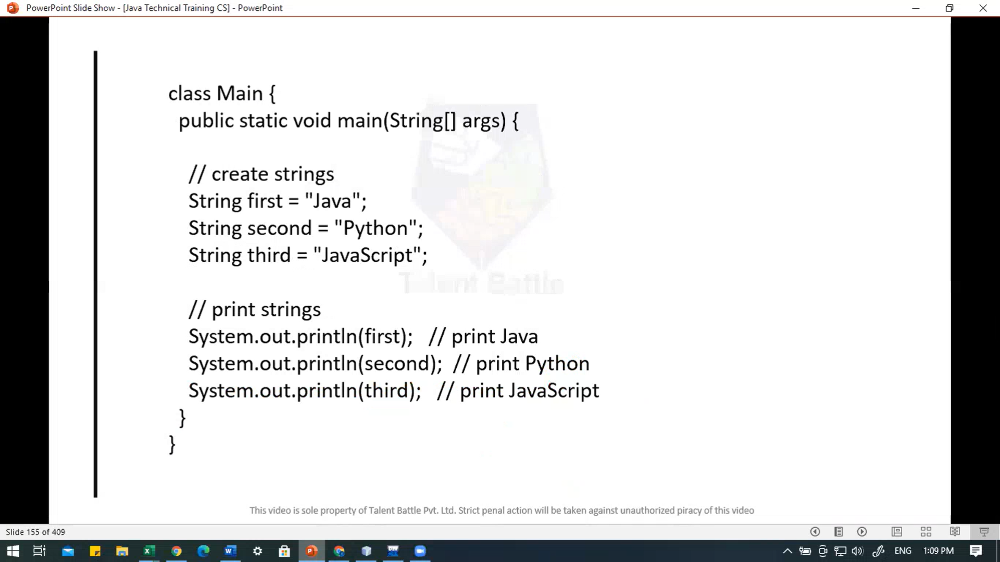 PowerPoint Slide Show - [Java Technical Training CS] - PowerPoint
class Main {
public static void main(String[] args) {
// create strings
String first = "Java";
String second = "Python";
String third = "JavaScript";
Talent Battle
// print strings
System.out.println(first);   // print Java
System.out.println(second);  // print Python
System.out.println(third);   // print JavaScript
}
}
This video is sole property of Talent Battle Pvt. Ltd. Strict penal action will be taken against unauthorized piracy of this video
Slide 155 of 409
ENG
1:09 PM